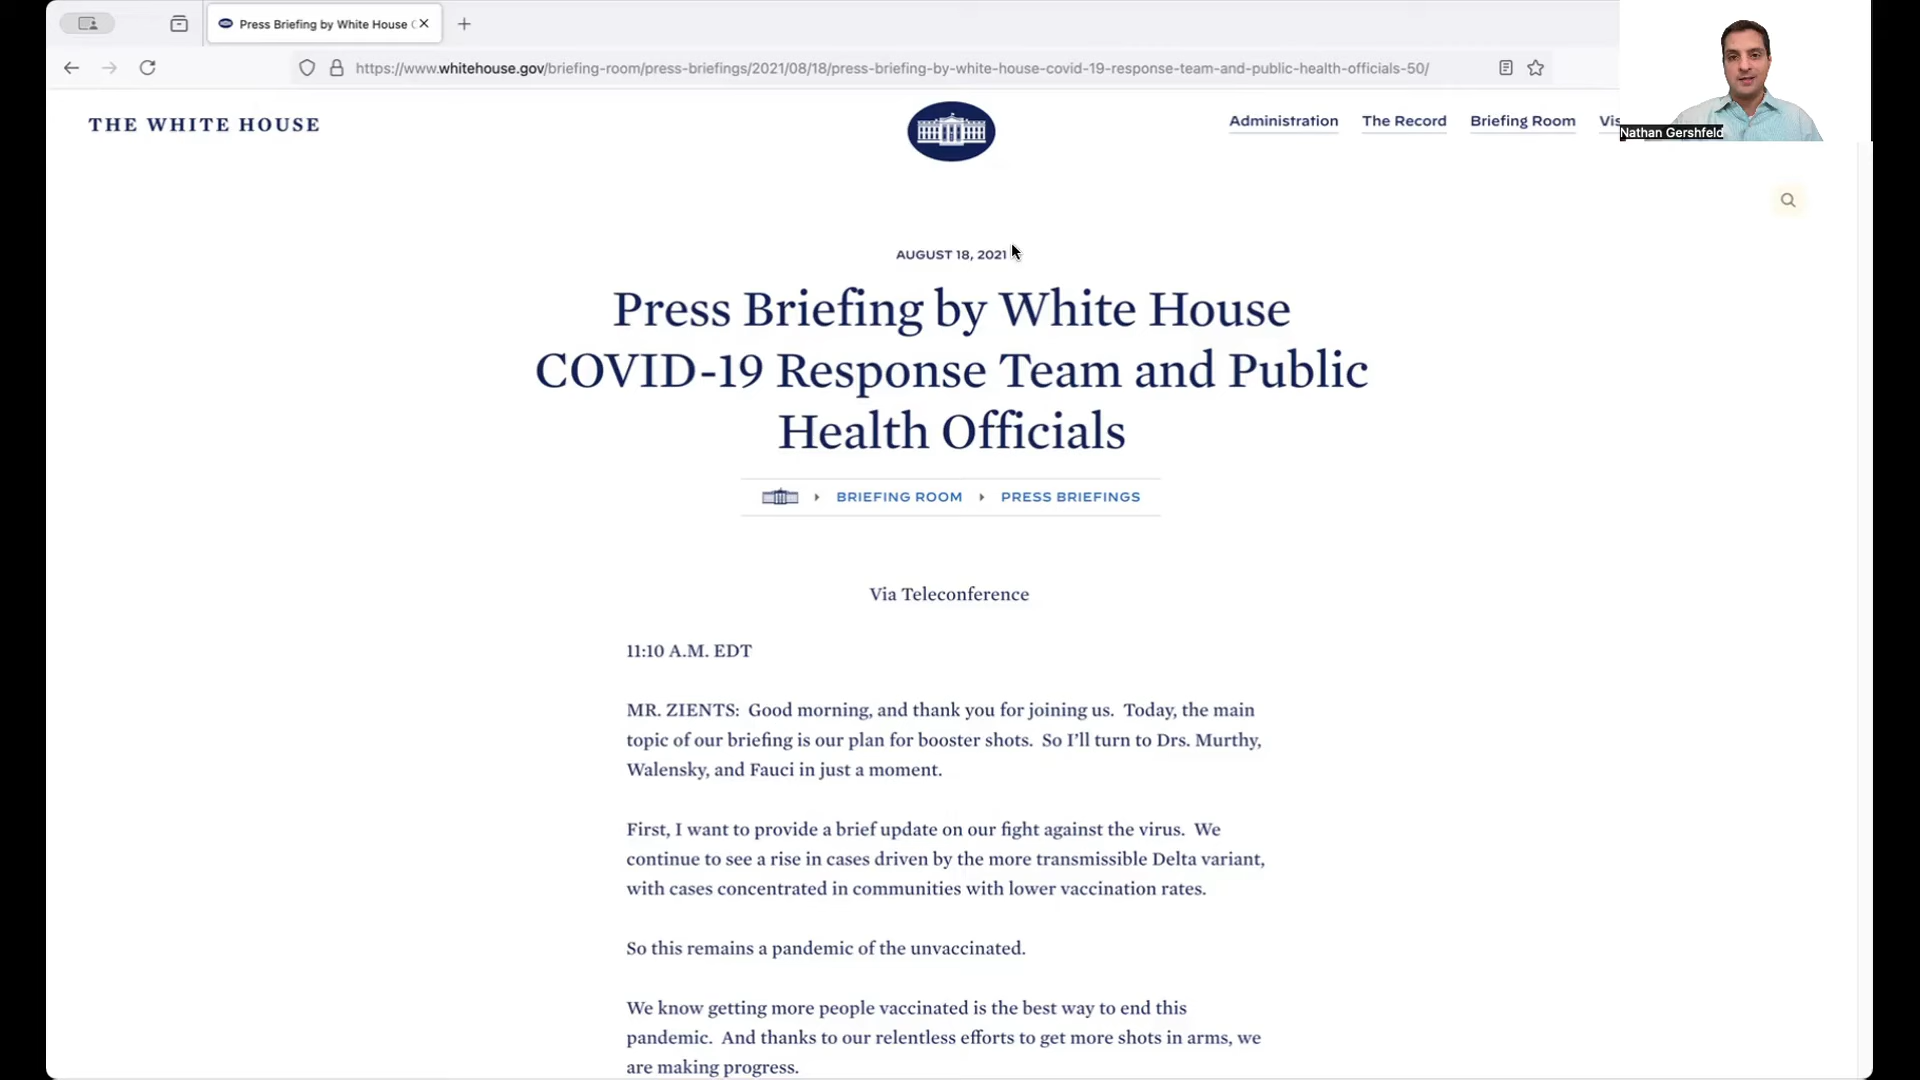 Press Briefing by White House C
https://www.whitehouse.gov/briefing-room/press-briefings/2021/08/18/press-briefing-by-white-house-covid-19-response-team-and-public-health-officials-50/
THE WHITE HOUSE
Administration
The Record
Briefing Room
Vis
Nathan Gershfeld
AUGUST 18, 2021
Press Briefing by White House
COVID-19 Response Team and Public
Health Officials
BRIEFING ROOM
PRESS BRIEFINGS
Via Teleconference
11:10 A.M. EDT
MR. ZIENTS:  Good morning, and thank you for joining us.  Today, the main
topic of our briefing is our plan for booster shots.  So I’ll turn to Drs. Murthy,
Walensky, and Fauci in just a moment.
First, I want to provide a brief update on our fight against the virus.  We
continue to see a rise in cases driven by the more transmissible Delta variant,
with cases concentrated in communities with lower vaccination rates.
So this remains a pandemic of the unvaccinated.
We know getting more people vaccinated is the best way to end this
pandemic.  And thanks to our relentless efforts to get more shots in arms, we
are making progress.